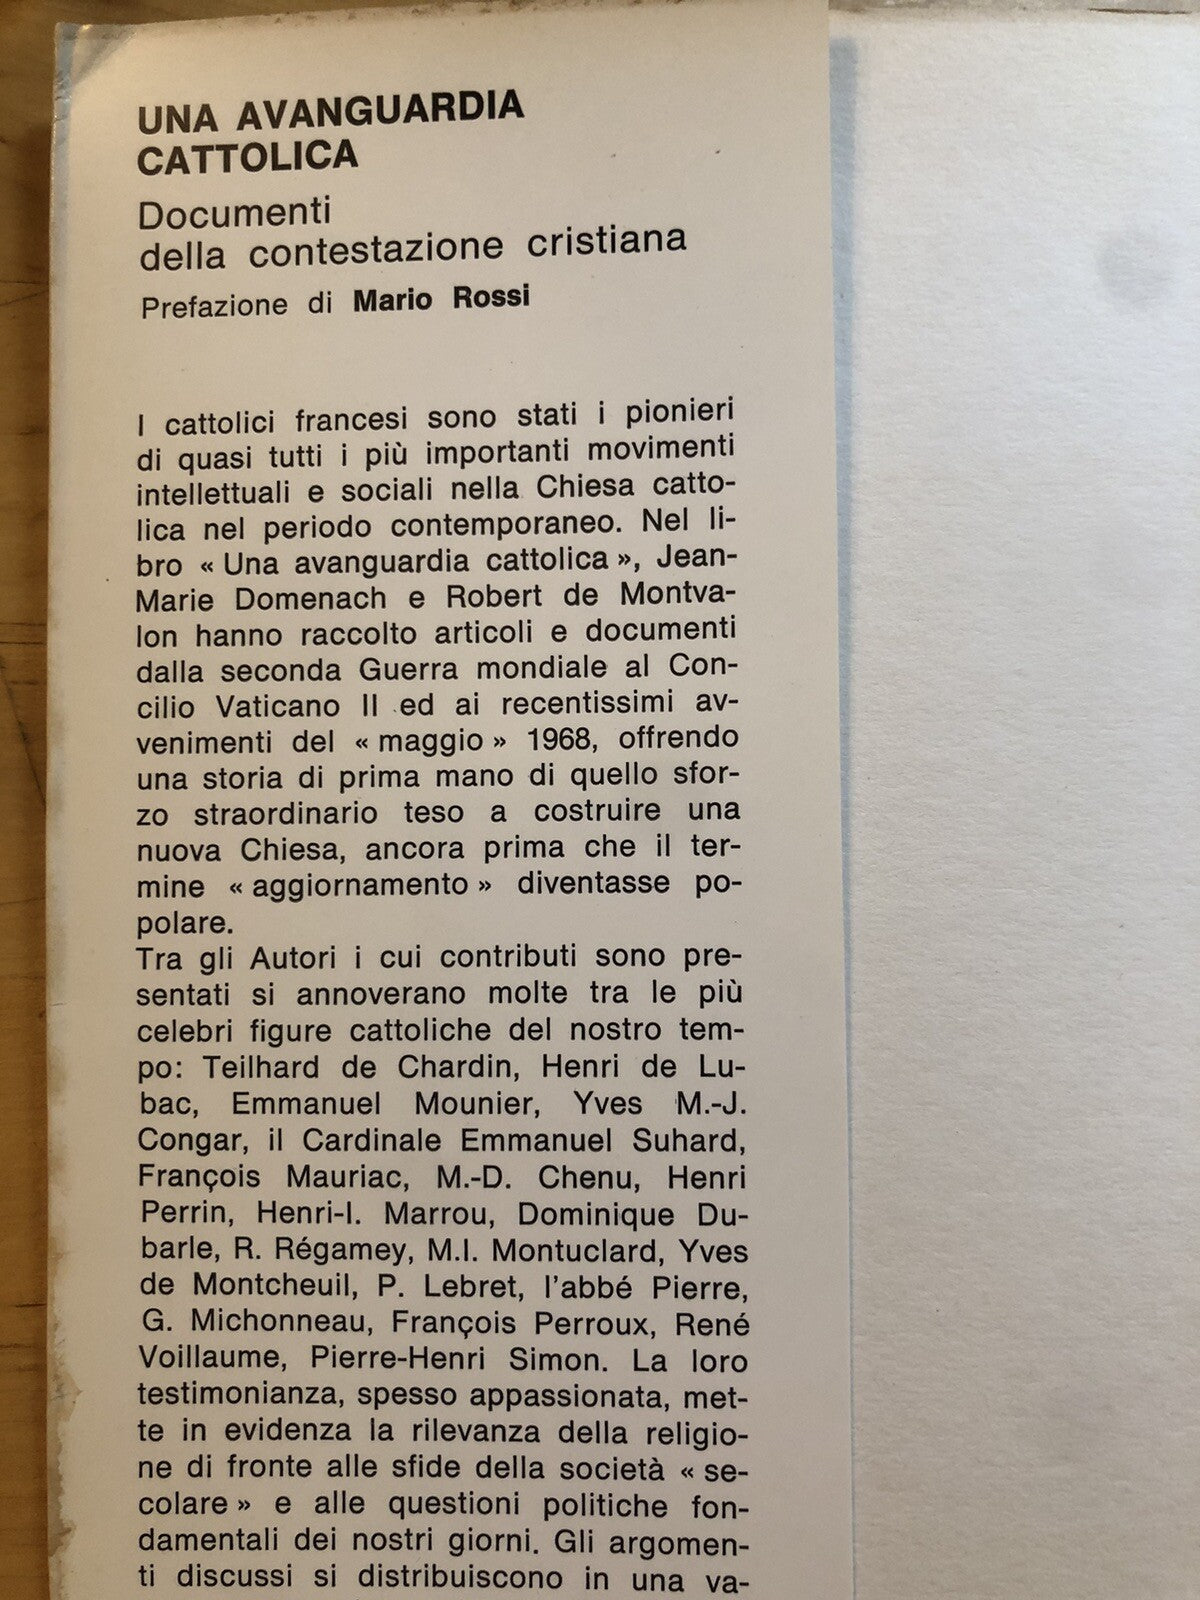 UNA AVANGUARDIA
CATTOLICA
Documenti
della contestazione cristiana
Prefazione di Mario Rossi
I cattolici francesi sono stati i pionieri
di quasi tutti i più importanti movimenti
intellettuali e sociali nella Chiesa catto-
lica nel periodo contemporaneo. Nel li-
bro « Una avanguardia cattolica », Jean-
Marie Domenach e Robert de Montva-
lon hanno raccolto articoli e documenti
dalla seconda Guerra mondiale al Con-
cilio Vaticano II ed ai recentissimi av-
venimenti del « maggio » 1968, offrendo
una storia di prima mano di quello sfor-
zo straordinario teso a costruire una
nuova Chiesa, ancora prima che il ter-
mine « aggiornamento » diventasse po-
polare.
Tra gli Autori i cui contributi sono pre-
sentati si annoverano molte tra le più
celebri figure cattoliche del nostro tem-
po: Teilhard de Chardin, Henri de Lu-
bac, Emmanuel Mounier, Yves M.-J.
Congar, il Cardinale Emmanuel Suhard,
François Mauriac, M.-D. Chenu, Henri
Perrin, Henri-I. Marrou, Dominique Du-
barle, R. Régamey, M.I. Montuclard, Yves
de Montcheuil, P. Lebret, l'abbé Pierre,
G. Michonneau, François Perroux, René
Voillaume, Pierre-Henri Simon. La loro
testimonianza, spesso appassionata, met-
te in evidenza la rilevanza della religio-
ne di fronte alle sfide della società « se-
colare » e alle questioni politiche fon-
damentali dei nostri giorni. Gli argomen-
ti discussi si distribuiscono in una va-